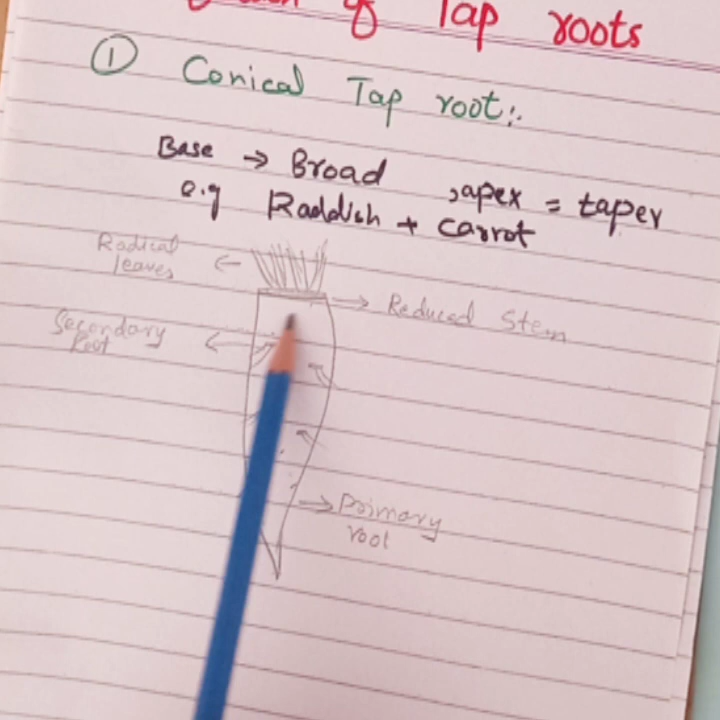 of Tap roots
① Conical Tap root:.
Base → Broad , apex = taper
e.g Raddish + carrot
Radical
leaves
Reduced Stem
Secondary
Root
Primary
root